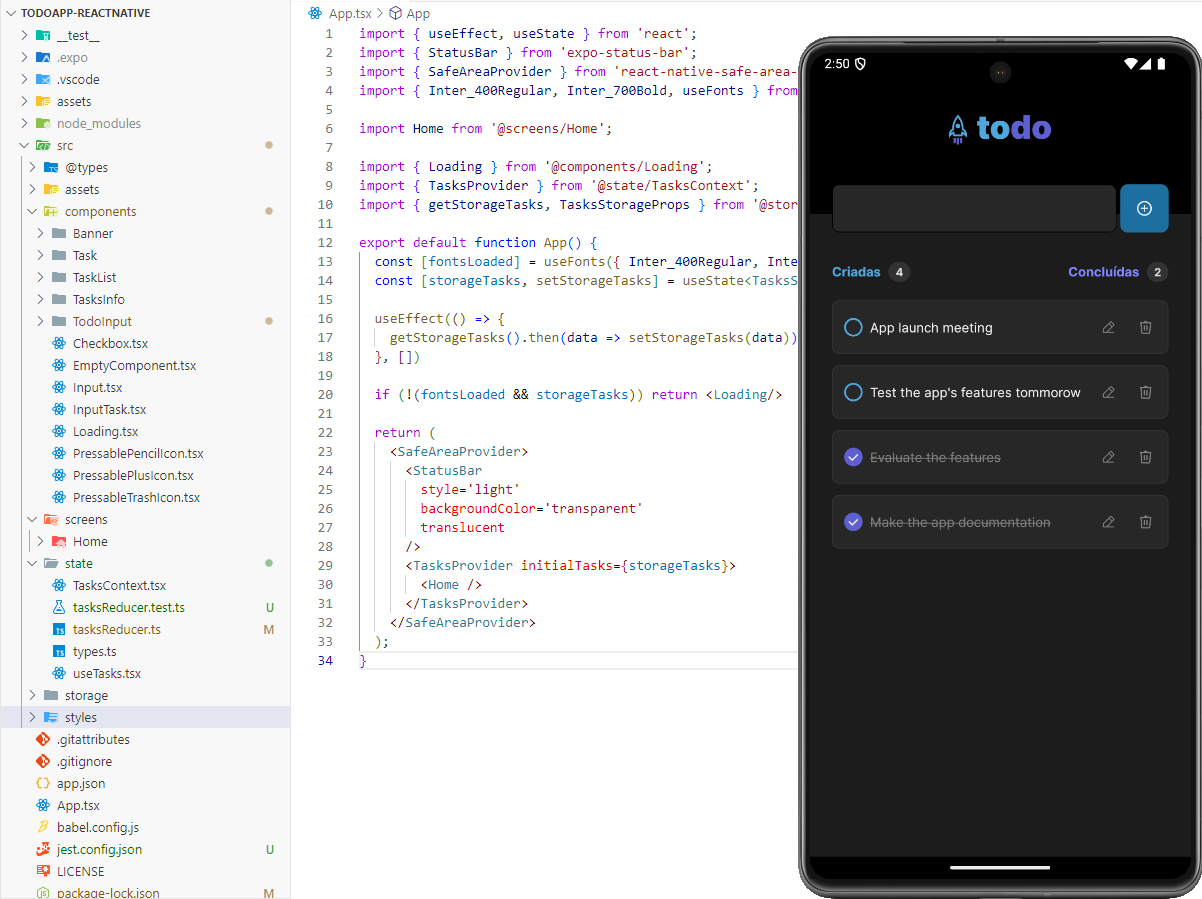 TODOAPP-REACTNATIVE
__test__
.expo
.vscode
assets
node_modules
src
@types
assets
components
Banner
Task
TaskList
TasksInfo
TodoInput
Checkbox.tsx
EmptyComponent.tsx
Input.tsx
InputTask.tsx
Loading.tsx
PressablePencilIcon.tsx
PressablePlusIcon.tsx
PressableTrashIcon.tsx
screens
Home
state
TasksContext.tsx
tasksReducer.test.ts U
tasksReducer.ts M
types.ts
useTasks.tsx
storage
styles
.gitattributes
.gitignore
app.json
App.tsx
babel.config.js
jest.config.json U
LICENSE
package-lock.json M
App.tsx > App
1 import { useEffect, useState } from 'react';
2 import { StatusBar } from 'expo-status-bar';
3 import { SafeAreaProvider } from 'react-native-safe-area-
4 import { Inter_400Regular, Inter_700Bold, useFonts } from
5
6 import Home from '@screens/Home';
7
8 import { Loading } from '@components/Loading';
9 import { TasksProvider } from '@state/TasksContext';
10 import { getStorageTasks, TasksStorageProps } from '@stor
11
12 export default function App() {
13 const [fontsLoaded] = useFonts({ Inter_400Regular, Inte
14 const [storageTasks, setStorageTasks] = useState<TasksS
15
16 useEffect(() => {
17 getStorageTasks().then(data => setStorageTasks(data))
18 }, [])
19
20 if (!(fontsLoaded && storageTasks)) return <Loading/>
21
22 return (
23 <SafeAreaProvider>
24 <StatusBar
25 style='light'
26 backgroundColor='transparent'
27 translucent
28 />
29 <TasksProvider initialTasks={storageTasks}>
30 <Home />
31 </TasksProvider>
32 </SafeAreaProvider>
33 );
34 }
2:50
todo
Criadas 4 Concluídas 2
App launch meeting
Test the app's features tommorow
Evaluate the features
Make the app documentation